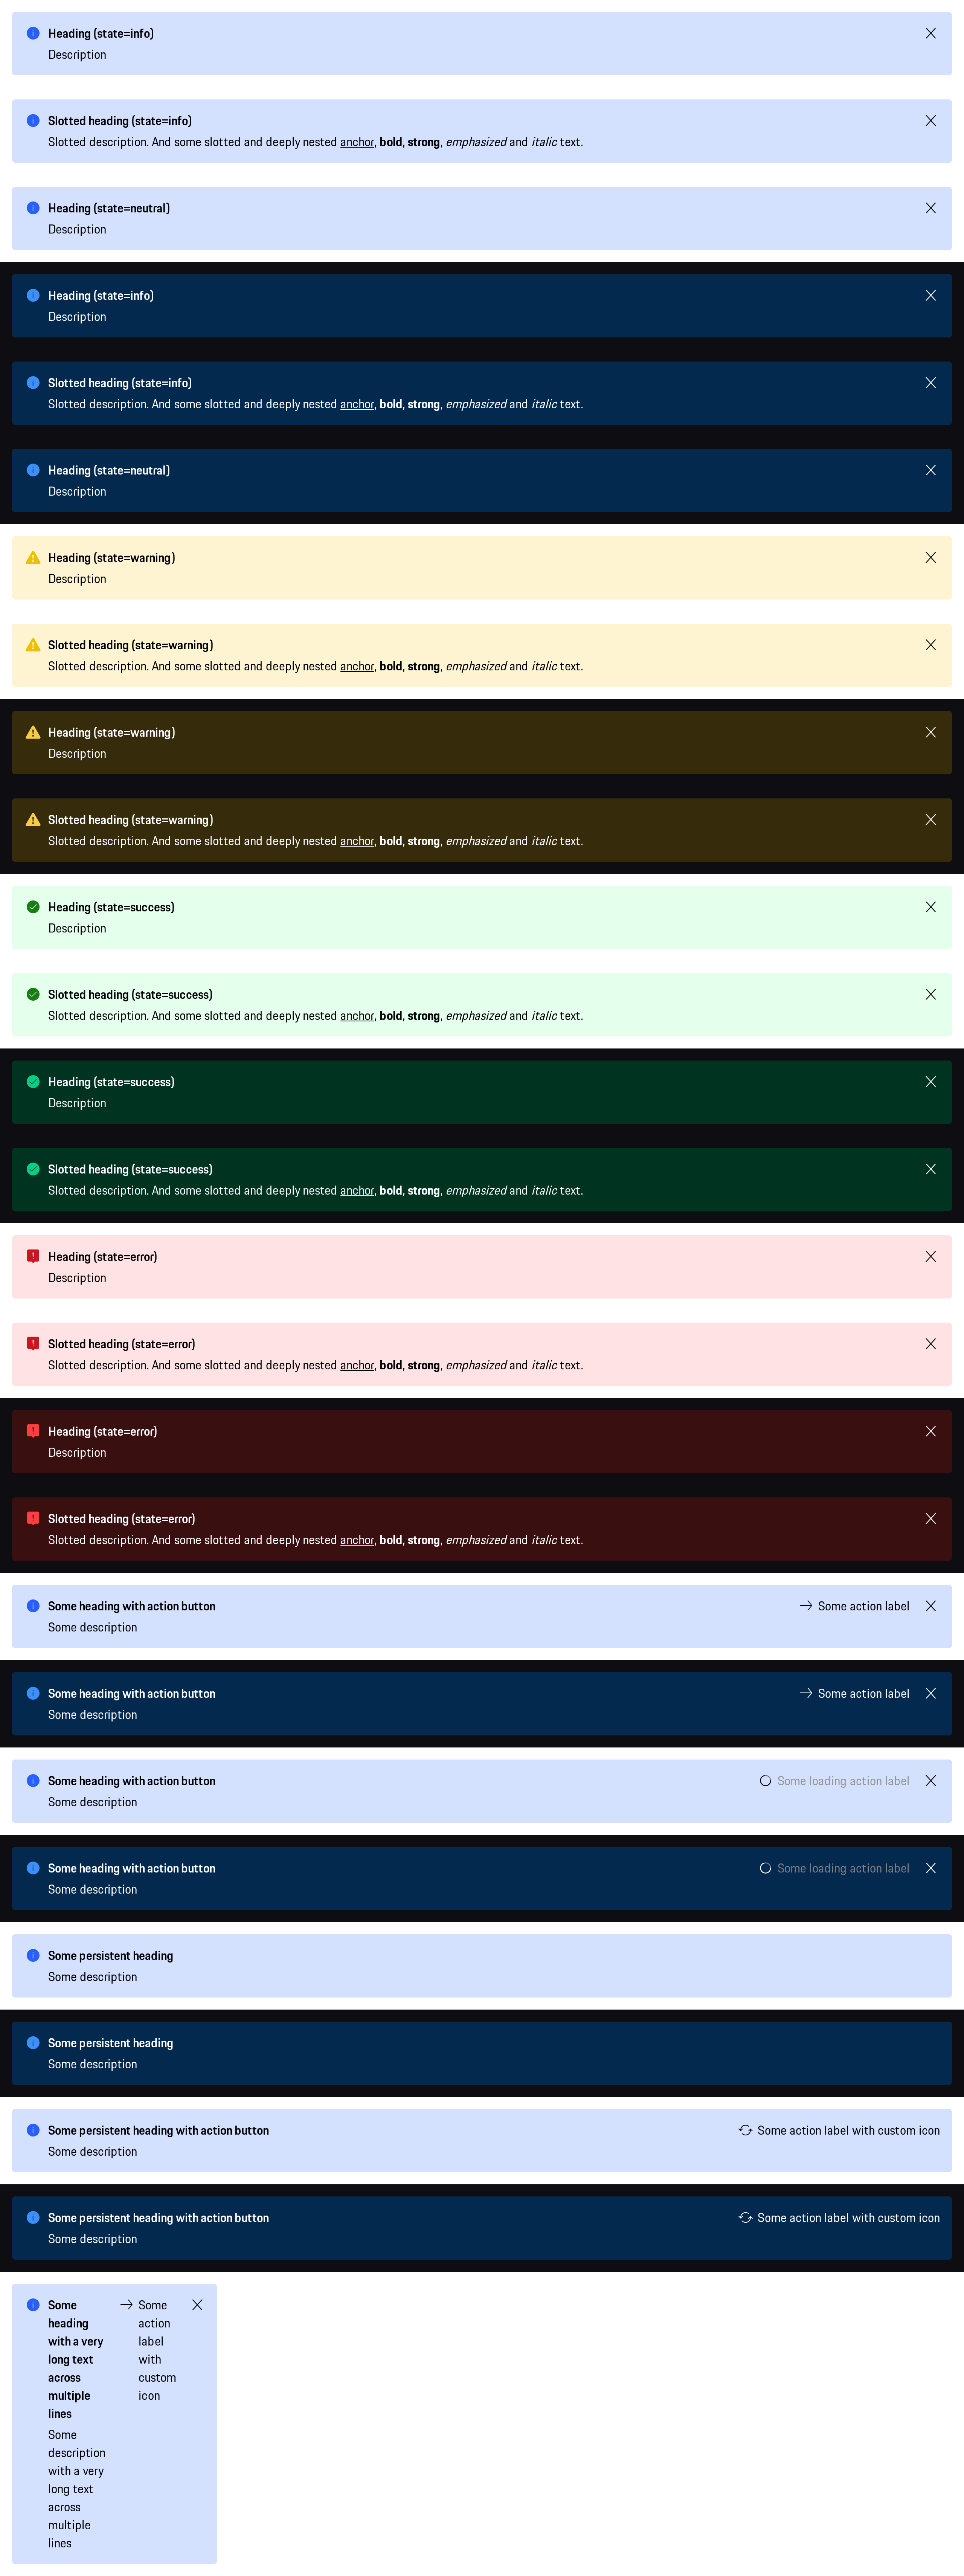 Heading (state=info)
Description
Slotted heading (state=info)
Slotted description. And some slotted and deeply nested anchor, bold, strong, emphasized and italic text.
Heading (state=neutral)
Description
Heading (state=info)
Description
Slotted heading (state=info)
Slotted description. And some slotted and deeply nested anchor, bold, strong, emphasized and italic text.
Heading (state=neutral)
Description
Heading (state=warning)
Description
Slotted heading (state=warning)
Slotted description. And some slotted and deeply nested anchor, bold, strong, emphasized and italic text.
Heading (state=warning)
Description
Slotted heading (state=warning)
Slotted description. And some slotted and deeply nested anchor, bold, strong, emphasized and italic text.
Heading (state=success)
Description
Slotted heading (state=success)
Slotted description. And some slotted and deeply nested anchor, bold, strong, emphasized and italic text.
Heading (state=success)
Description
Slotted heading (state=success)
Slotted description. And some slotted and deeply nested anchor, bold, strong, emphasized and italic text.
Heading (state=error)
Description
Slotted heading (state=error)
Slotted description. And some slotted and deeply nested anchor, bold, strong, emphasized and italic text.
Heading (state=error)
Description
Slotted heading (state=error)
Slotted description. And some slotted and deeply nested anchor, bold, strong, emphasized and italic text.
Some heading with action button
Some description
Some action label
Some heading with action button
Some description
Some action label
Some heading with action button
Some description
Some loading action label
Some heading with action button
Some description
Some loading action label
Some persistent heading
Some description
Some persistent heading
Some description
Some persistent heading with action button
Some description
Some action label with custom icon
Some persistent heading with action button
Some description
Some action label with custom icon
Some
heading
with a very
long text
across
multiple
lines
Some
description
with a very
long text
across
multiple
lines
Some
action
label
with
custom
icon